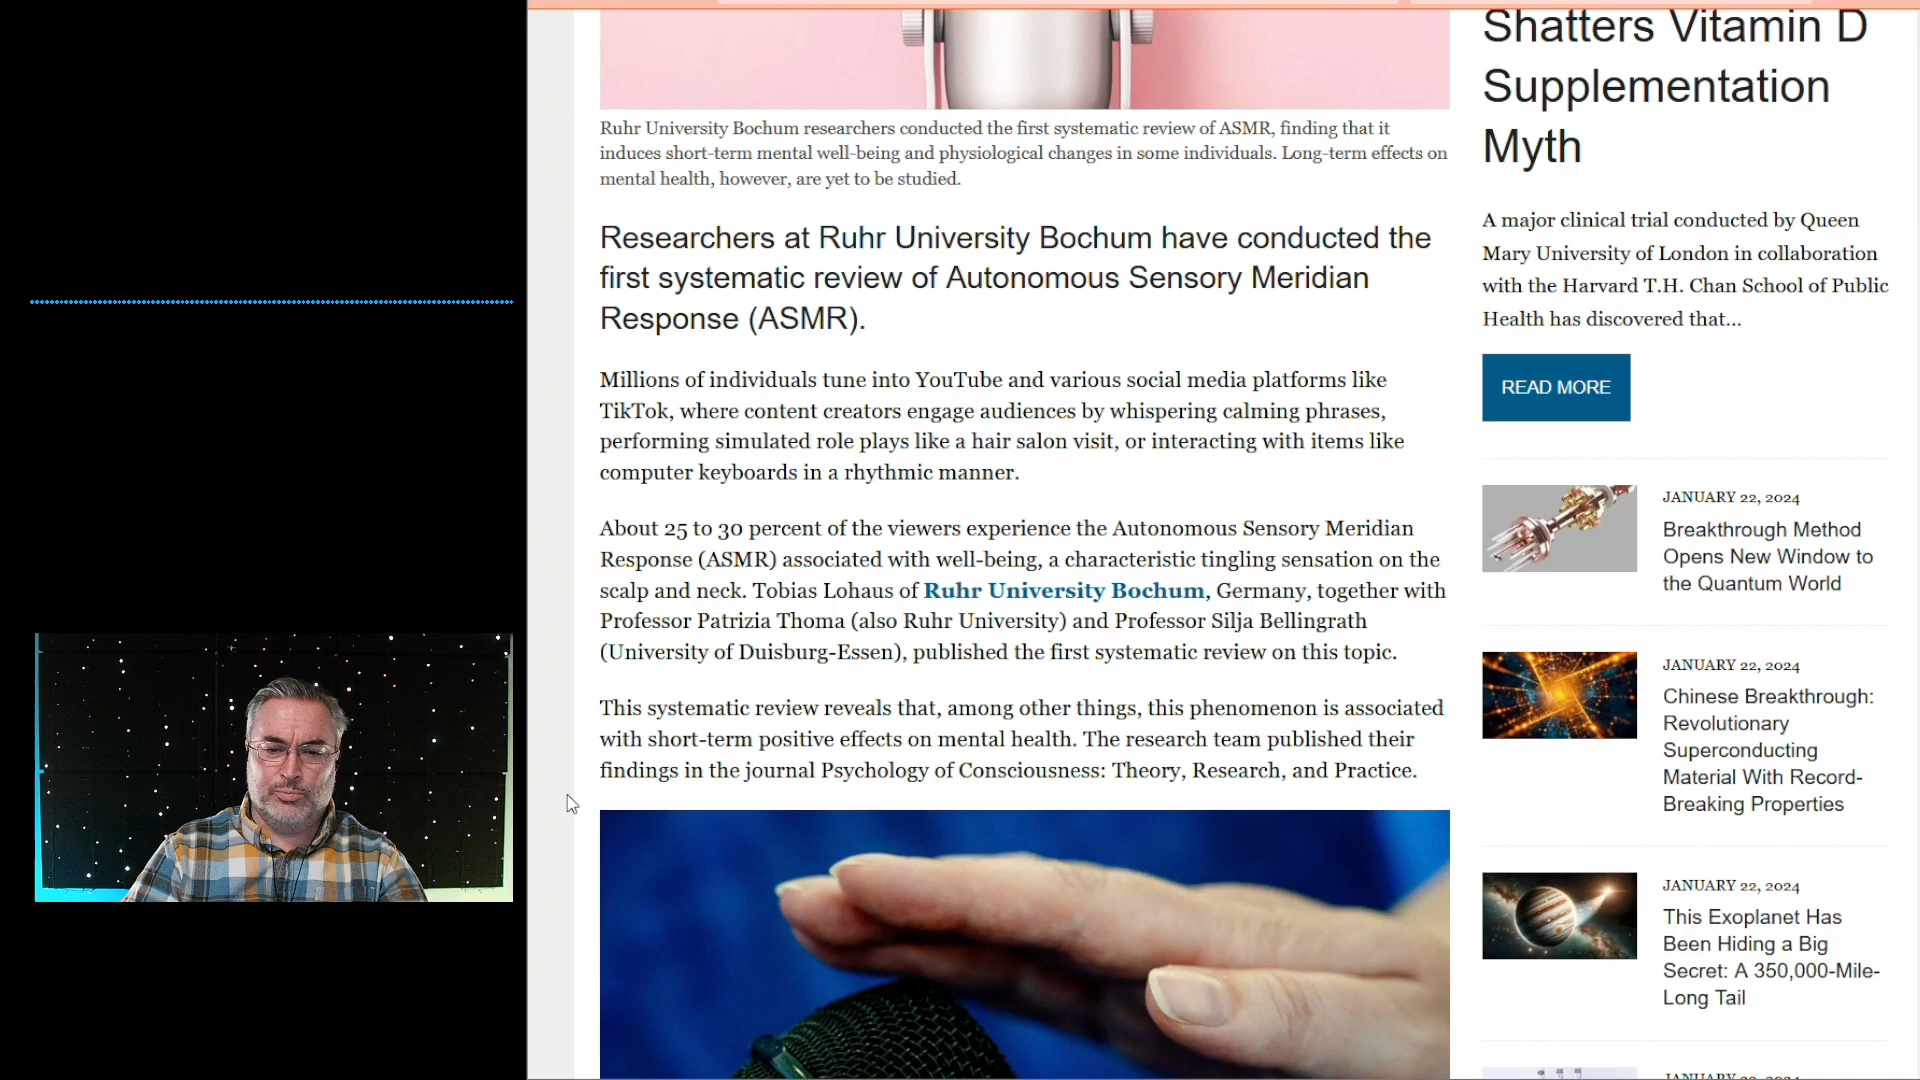 Ruhr University Bochum researchers conducted the first systematic review of ASMR, finding that it
induces short-term mental well-being and physiological changes in some individuals. Long-term effects on
mental health, however, are yet to be studied.
Researchers at Ruhr University Bochum have conducted the
first systematic review of Autonomous Sensory Meridian
Response (ASMR).
Millions of individuals tune into YouTube and various social media platforms like
TikTok, where content creators engage audiences by whispering calming phrases,
performing simulated role plays like a hair salon visit, or interacting with items like
computer keyboards in a rhythmic manner.
About 25 to 30 percent of the viewers experience the Autonomous Sensory Meridian
Response (ASMR) associated with well-being, a characteristic tingling sensation on the
scalp and neck. Tobias Lohaus of Ruhr University Bochum, Germany, together with
Professor Patrizia Thoma (also Ruhr University) and Professor Silja Bellingrath
(University of Duisburg-Essen), published the first systematic review on this topic.
This systematic review reveals that, among other things, this phenomenon is associated
with short-term positive effects on mental health. The research team published their
findings in the journal Psychology of Consciousness: Theory, Research, and Practice.
Shatters Vitamin D
Supplementation
Myth
A major clinical trial conducted by Queen
Mary University of London in collaboration
with the Harvard T.H. Chan School of Public
Health has discovered that...
READ MORE
JANUARY 22, 2024
Breakthrough Method
Opens New Window to
the Quantum World
JANUARY 22, 2024
Chinese Breakthrough:
Revolutionary
Superconducting
Material With Record-
Breaking Properties
JANUARY 22, 2024
This Exoplanet Has
Been Hiding a Big
Secret: A 350,000-Mile-
Long Tail